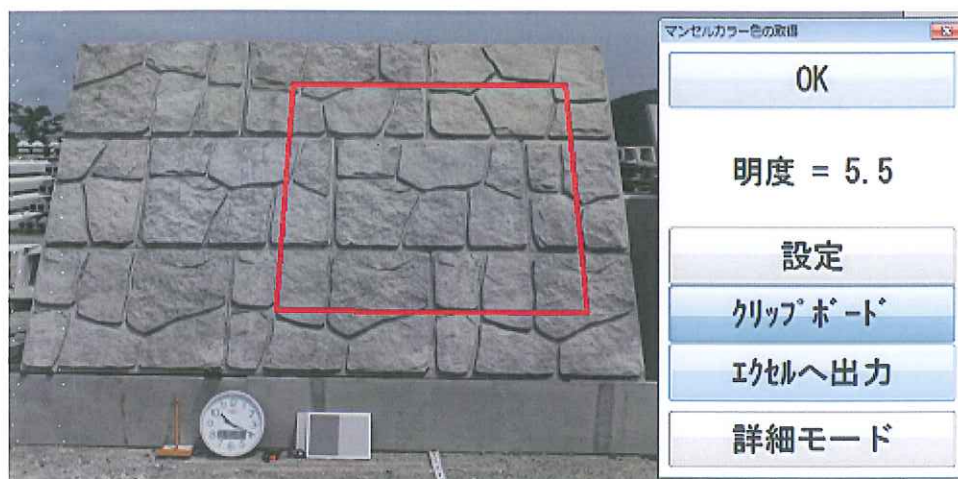 マンセルカラー色の取得
OK
明度 = 5.5
設定
ｸﾘｯﾌﾟﾎﾞｰﾄﾞ
ｴｸｾﾙへ出力
詳細モード